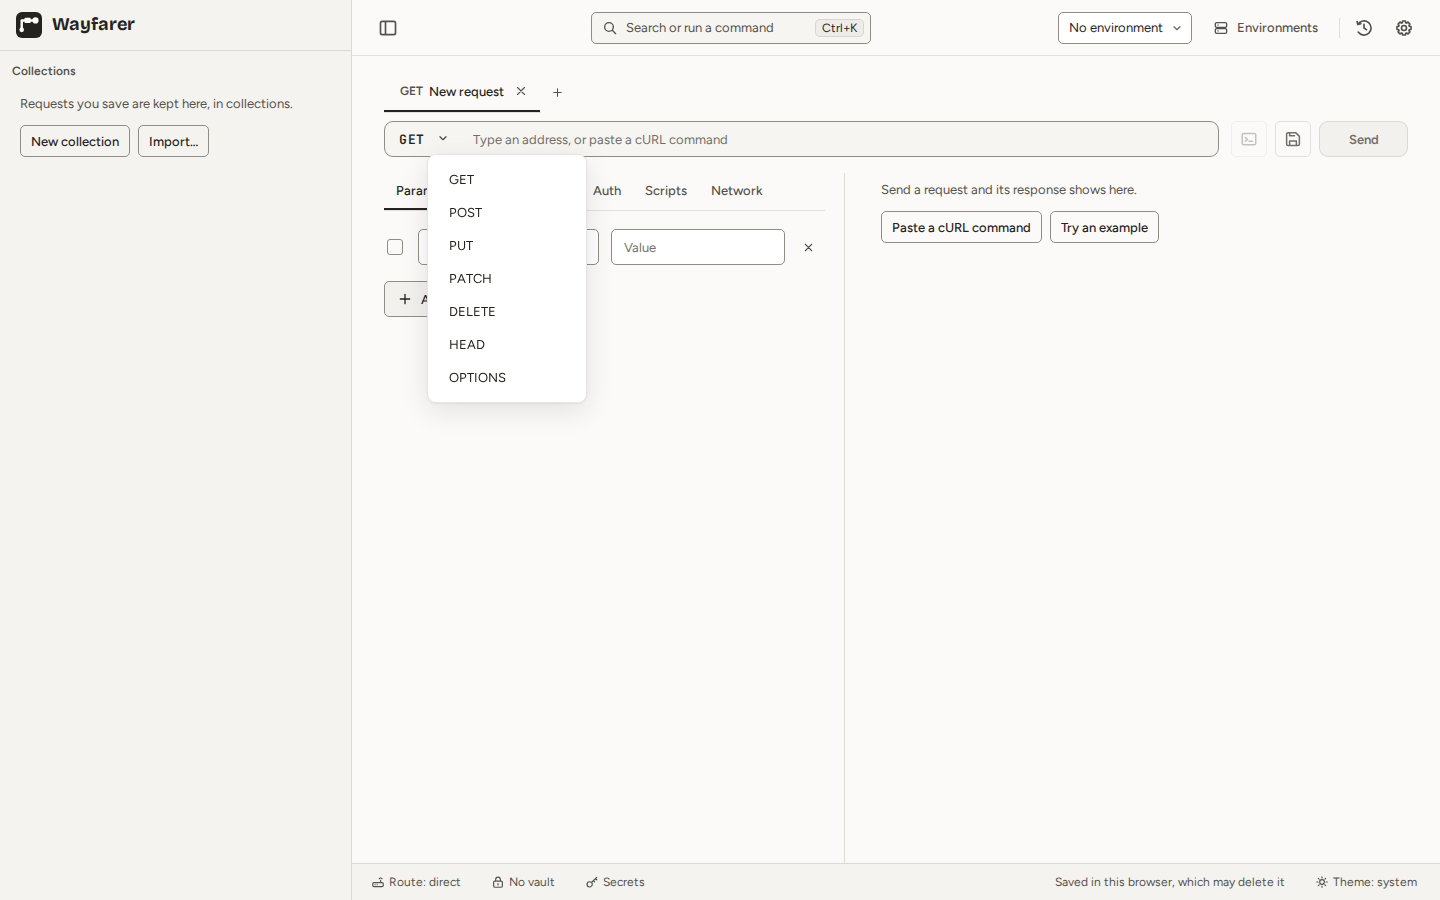 Wayfarer
Search or run a command
Ctrl+K
No environment
Environments
Collections
Requests you save are kept here, in collections.
New collection
Import...
GET New request
GET
Type an address, or paste a cURL command
Send
GET
POST
PUT
PATCH
DELETE
HEAD
OPTIONS
Auth
Scripts
Network
Value
Send a request and its response shows here.
Paste a cURL command
Try an example
Route: direct
No vault
Secrets
Saved in this browser, which may delete it
Theme: system